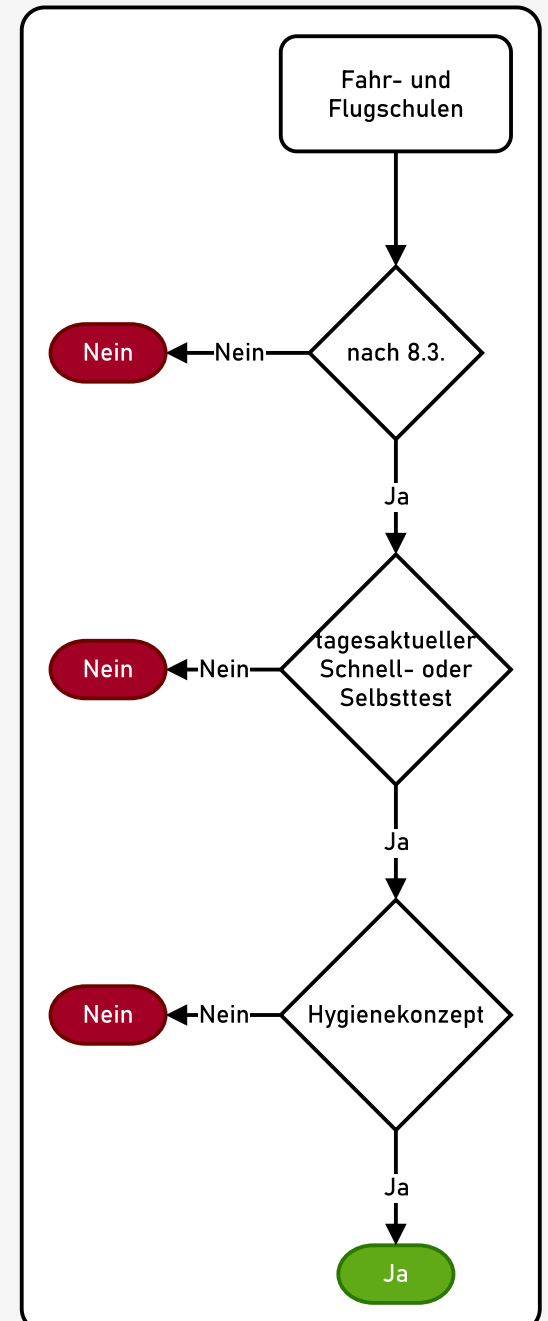 Fahr- und
Flugschulen
nach 8.3.
Nein
Nein
Ja
tagesaktueller
Schnell- oder
Selbsttest
Nein
Nein
Ja
Hygienekonzept
Nein
Nein
Ja
Ja